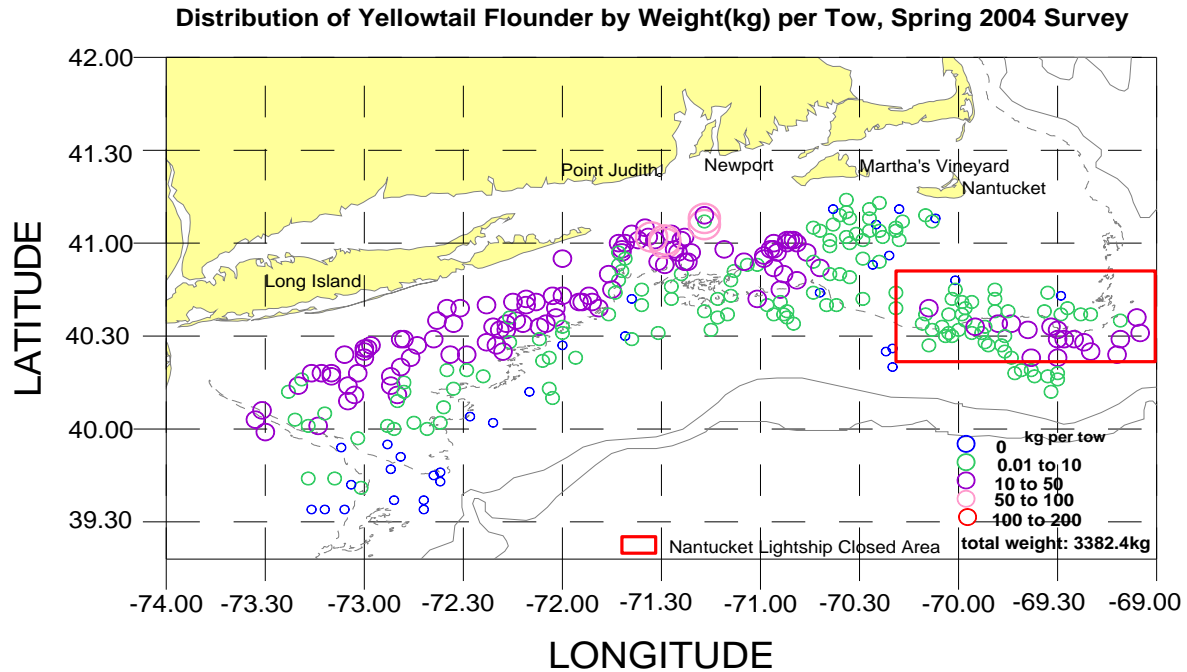 Distribution of Yellowtail Flounder by Weight(kg) per Tow, Spring 2004 Survey
42.00
41.30
41.00
40.30
40.00
39.30
LATITUDE
Point Judith
Newport
Martha's Vineyard
Nantucket
Long Island
kg per tow
0
0.01 to 10
10 to 50
50 to 100
100 to 200
Nantucket Lightship Closed Area
total weight: 3382.4kg
-74.00 -73.30 -73.00 -72.30 -72.00 -71.30 -71.00 -70.30 -70.00 -69.30 -69.00
LONGITUDE